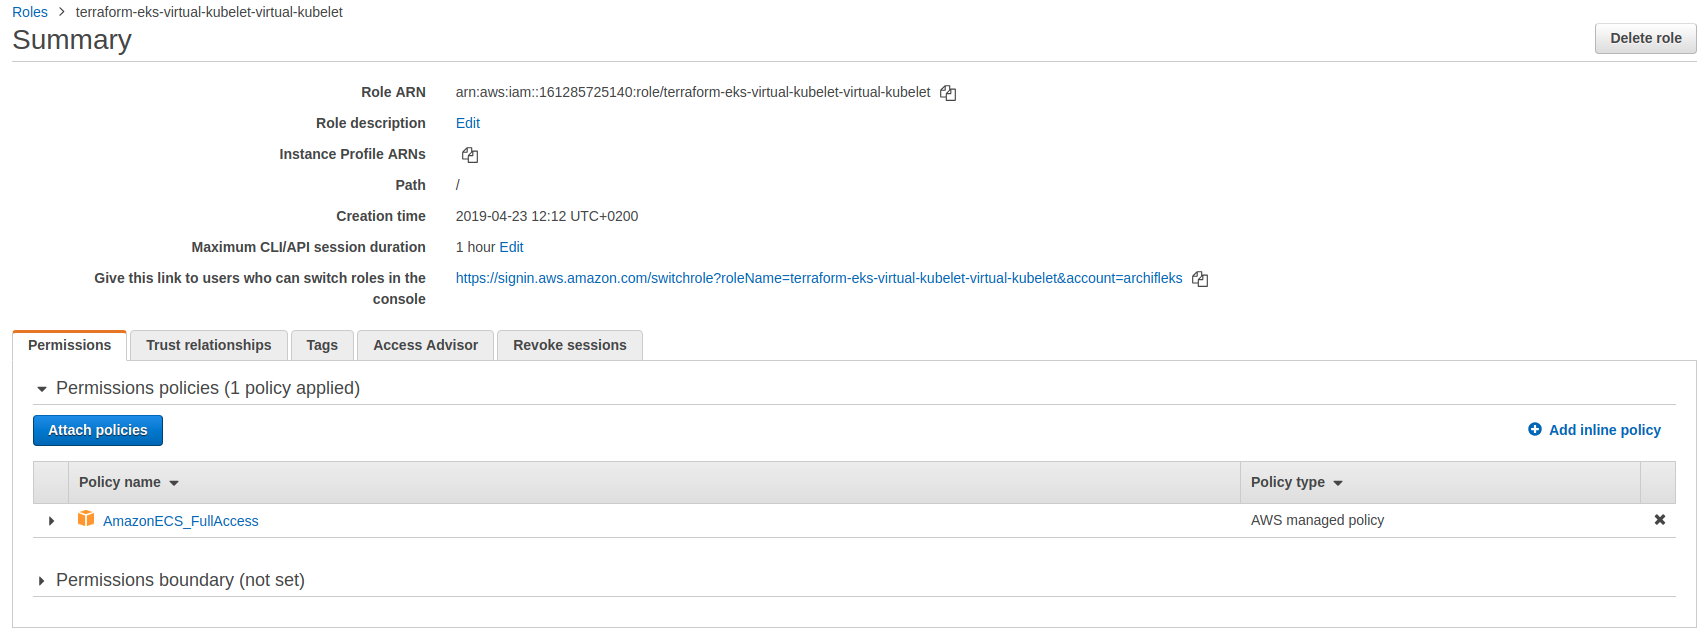 Roles > terraform-eks-virtual-kubelet-virtual-kubelet
Summary
Delete role
Role ARN arn:aws:iam::161285725140:role/terraform-eks-virtual-kubelet-virtual-kubelet
Role description Edit
Instance Profile ARNs
Path /
Creation time 2019-04-23 12:12 UTC+0200
Maximum CLI/API session duration 1 hour Edit
Give this link to users who can switch roles in the https://signin.aws.amazon.com/switchrole?roleName=terraform-eks-virtual-kubelet-virtual-kubelet&account=archifleks
console
Permissions Trust relationships Tags Access Advisor Revoke sessions
Permissions policies (1 policy applied)
Attach policies Add inline policy
Policy name Policy type
AmazonECS_FullAccess AWS managed policy
Permissions boundary (not set)